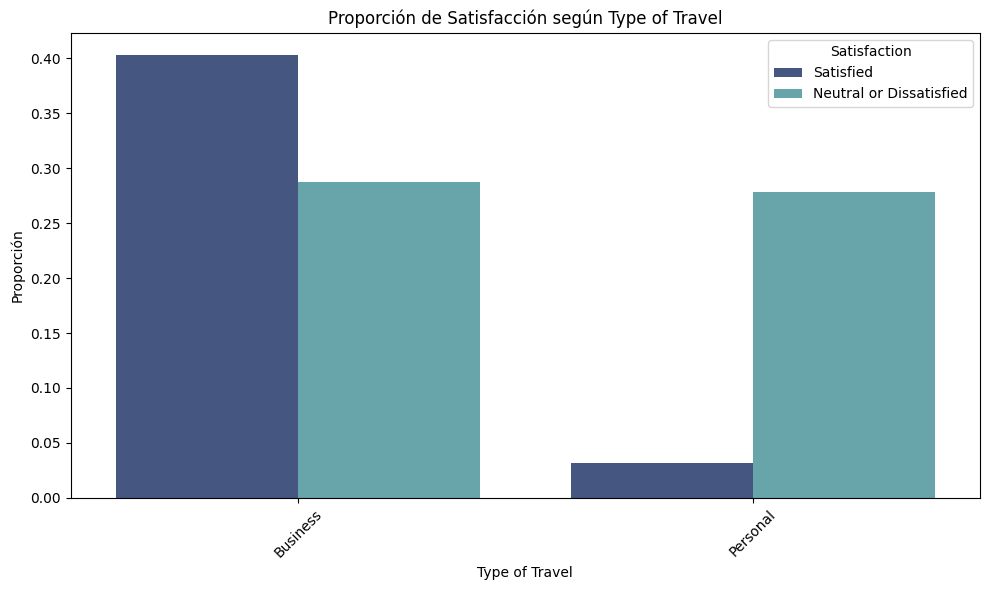 Proporción de Satisfacción según Type of Travel
Satisfaction
Satisfied
Neutral or Dissatisfied
Proporción
0.40
0.35
0.30
0.25
0.20
0.15
0.10
0.05
0.00
Business
Personal
Type of Travel